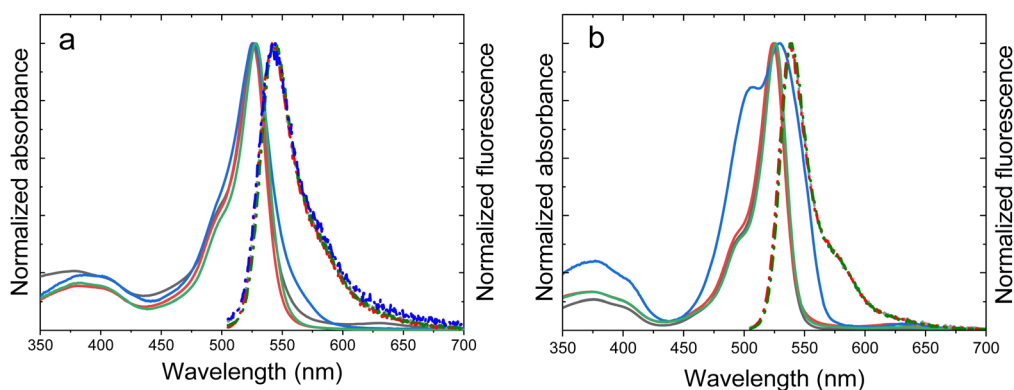 a
Normalized absorbance
Normalized fluorescence
350 400 450 500 550 600 650 700
Wavelength (nm)
b
Normalized absorbance
Normalized fluorescence
350 400 450 500 550 600 650 700
Wavelength (nm)